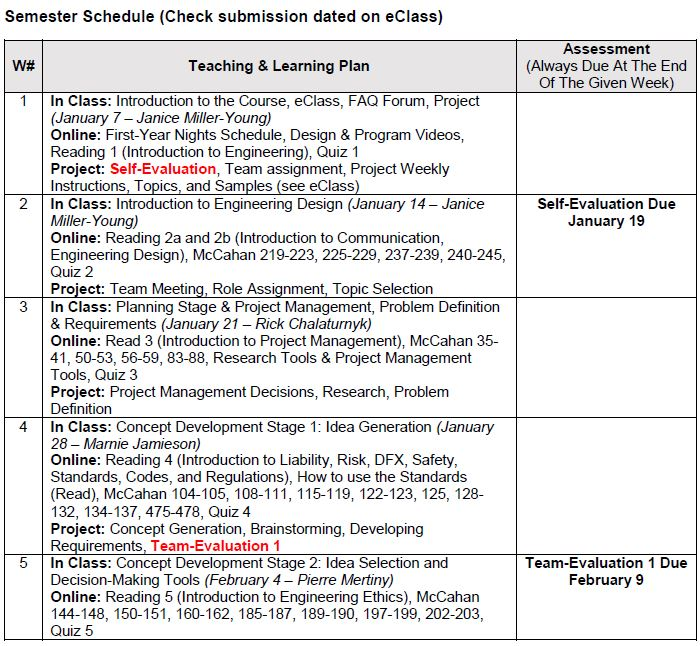 Semester Schedule (Check submission dated on eClass)
W#
Teaching & Learning Plan
Assessment
(Always Due At The End
Of The Given Week)
1
In Class: Introduction to the Course, eClass, FAQ Forum, Project
(January 7 – Janice Miller-Young)
Online: First-Year Nights Schedule, Design & Program Videos,
Reading 1 (Introduction to Engineering), Quiz 1
Project: Self-Evaluation, Team assignment, Project Weekly
Instructions, Topics, and Samples (see eClass)
2
In Class: Introduction to Engineering Design (January 14 – Janice
Miller-Young)
Online: Reading 2a and 2b (Introduction to Communication,
Engineering Design), McCahan 219-223, 225-229, 237-239, 240-245,
Quiz 2
Project: Team Meeting, Role Assignment, Topic Selection
Self-Evaluation Due
January 19
3
In Class: Planning Stage & Project Management, Problem Definition
& Requirements (January 21 – Rick Chalaturnyk)
Online: Read 3 (Introduction to Project Management), McCahan 35-
41, 50-53, 56-59, 83-88, Research Tools & Project Management
Tools, Quiz 3
Project: Project Management Decisions, Research, Problem
Definition
4
In Class: Concept Development Stage 1: Idea Generation (January
28 – Marnie Jamieson)
Online: Reading 4 (Introduction to Liability, Risk, DFX, Safety,
Standards, Codes, and Regulations), How to use the Standards
(Read), McCahan 104-105, 108-111, 115-119, 122-123, 125, 128-
132, 134-137, 475-478, Quiz 4
Project: Concept Generation, Brainstorming, Developing
Requirements, Team-Evaluation 1
5
In Class: Concept Development Stage 2: Idea Selection and
Decision-Making Tools (February 4 – Pierre Mertiny)
Online: Reading 5 (Introduction to Engineering Ethics), McCahan
144-148, 150-151, 160-162, 185-187, 189-190, 197-199, 202-203,
Quiz 5
Team-Evaluation 1 Due
February 9